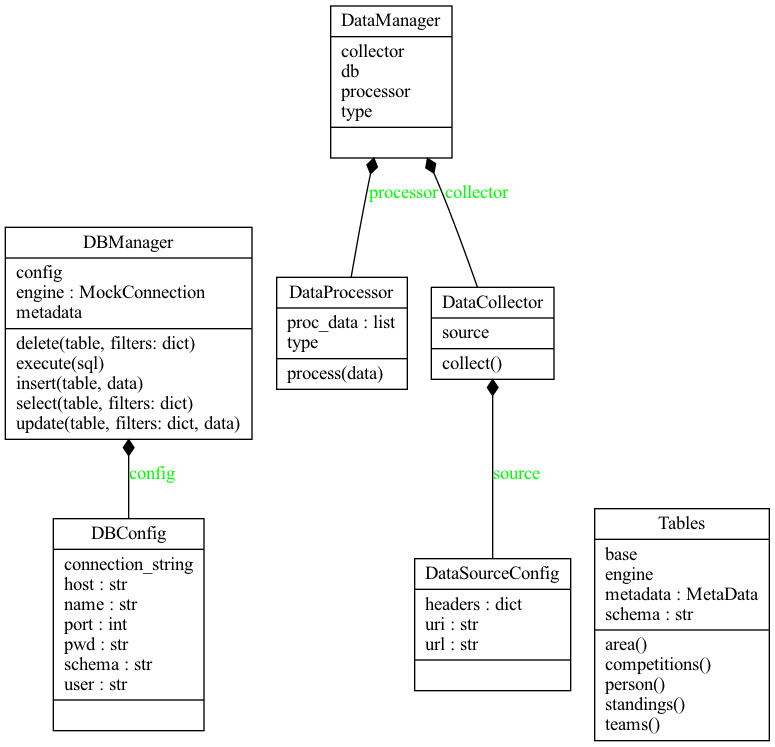 DataManager
collector
db
processor
type
processor
collector
DBManager
config
engine : MockConnection
metadata
delete(table, filters: dict)
execute(sql)
insert(table, data)
select(table, filters: dict)
update(table, filters: dict, data)
DataProcessor
proc_data : list
type
process(data)
DataCollector
source
collect()
config
source
DBConfig
connection_string
host : str
name : str
port : int
pwd : str
schema : str
user : str
DataSourceConfig
headers : dict
uri : str
url : str
Tables
base
engine
metadata : MetaData
schema : str
area()
competitions()
person()
standings()
teams()